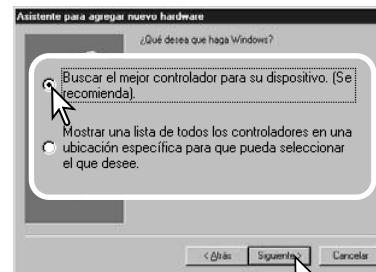 Asistente para agregar nuevo hardware
¿Qué desea que haga Windows?
Buscar el mejor controlador para su dispositivo. (Se
recomienda).
Mostrar una lista de todos los controladores en una
ubicación específica para que pueda seleccionar
el que desee.
< Atrás Siguiente > Cancelar